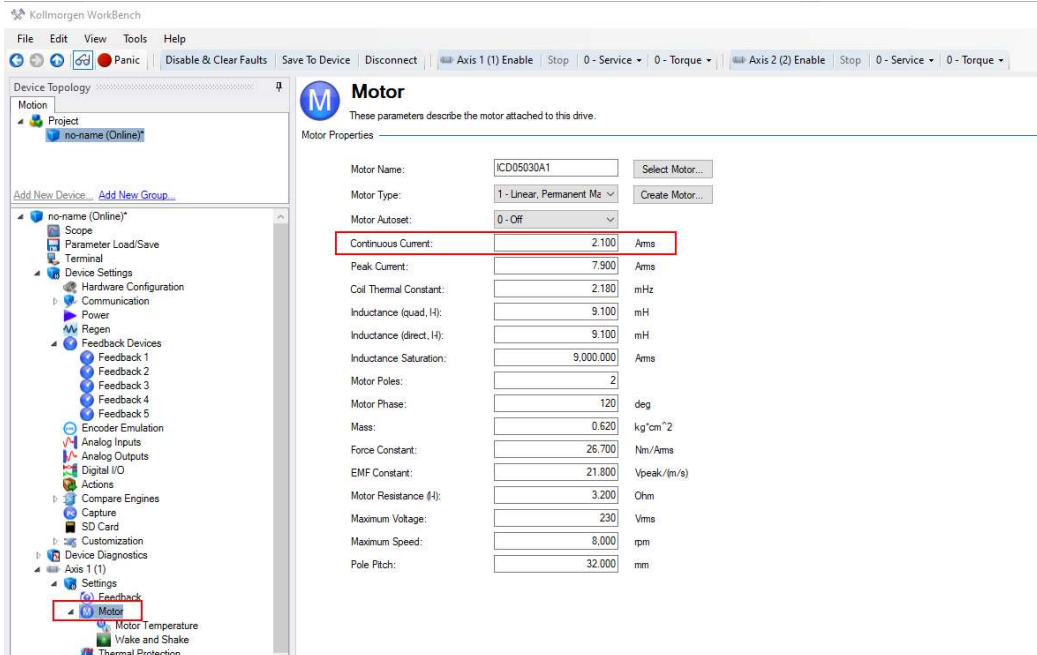 Kollmorgen WorkBench
File Edit View Tools Help
Panic Disable & Clear Faults Save To Device Disconnect Axis 1 (1) Enable Stop 0 - Service 0 - Torque Axis 2 (2) Enable Stop 0 - Service 0 - Torque
Device Topology
Motion
Project
no-name (Online)*
Add New Device... Add New Group...
no-name (Online)*
Scope
Parameter Load/Save
Terminal
Device Settings
Hardware Configuration
Communication
Power
Regen
Feedback Devices
Feedback 1
Feedback 2
Feedback 3
Feedback 4
Feedback 5
Encoder Emulation
Analog Inputs
Analog Outputs
Digital I/O
Actions
Compare Engines
Capture
SD Card
Customization
Device Diagnostics
Axis 1 (1)
Settings
Feedback
Motor
Motor Temperature
Wake and Shake
Thermal Protection
M Motor
These parameters describe the motor attached to this drive.
Motor Properties
Motor Name: ICD05030A1 Select Motor...
Motor Type: 1 - Linear, Permanent Ma Create Motor...
Motor Autoset: 0 - Off
Continuous Current: 2.100 Arms
Peak Current: 7.900 Arms
Coil Thermal Constant: 2.180 mHz
Inductance (quad, l-l): 9.100 mH
Inductance (direct, l-l): 9.100 mH
Inductance Saturation: 9,000.000 Arms
Motor Poles: 2
Motor Phase: 120 deg
Mass: 0.620 kg*cm^2
Force Constant: 26.700 Nm/Arms
EMF Constant: 21.800 Vpeak/(m/s)
Motor Resistance (l-l): 3.200 Ohm
Maximum Voltage: 230 Vrms
Maximum Speed: 8,000 rpm
Pole Pitch: 32.000 mm